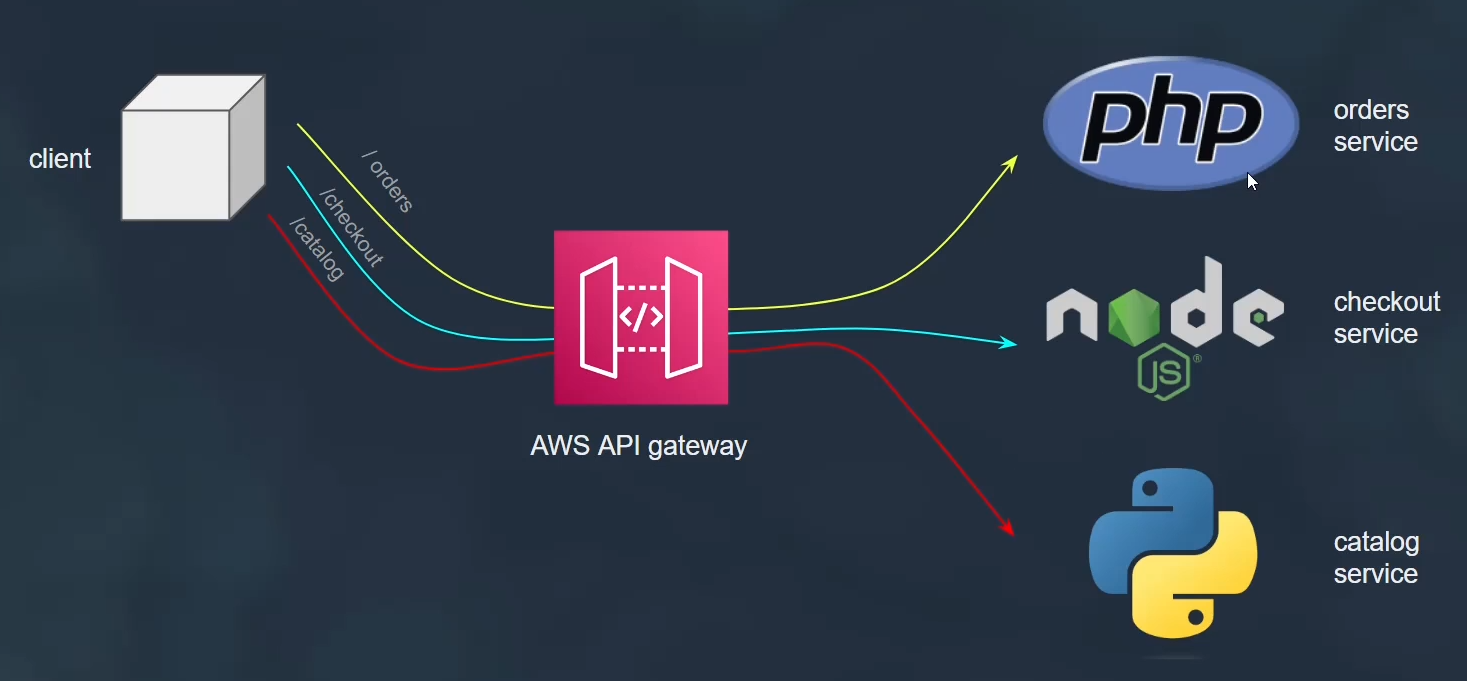 client
/ orders
/checkout
/catalog
</>
AWS API gateway
php
orders
service
node
JS®
checkout
service
catalog
service